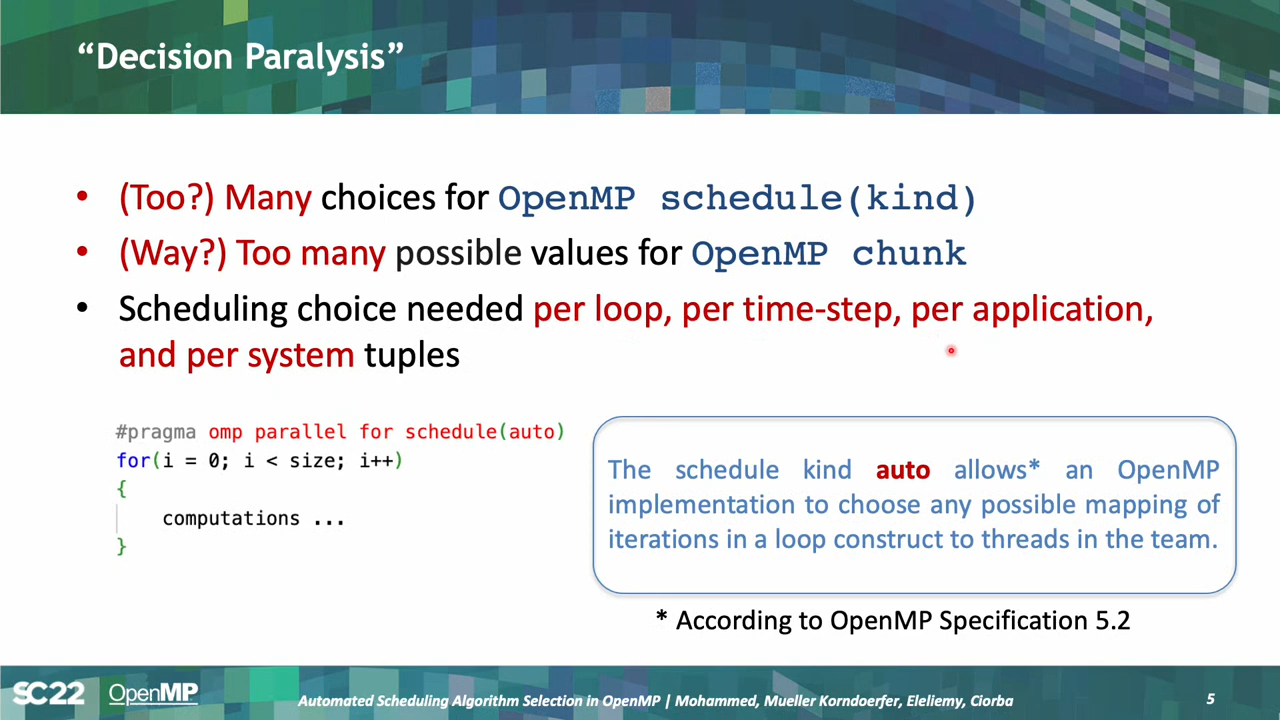 “Decision Paralysis”
• (Too?) Many choices for OpenMP schedule(kind)
• (Way?) Too many possible values for OpenMP chunk
• Scheduling choice needed per loop, per time-step, per application,
and per system tuples
#pragma omp parallel for schedule(auto)
for(i = 0; i < size; i++)
{
computations ...
}
The schedule kind auto allows* an OpenMP
implementation to choose any possible mapping of
iterations in a loop construct to threads in the team.
* According to OpenMP Specification 5.2
SC22 OpenMP Automated Scheduling Algorithm Selection in OpenMP | Mohammed, Mueller Korndoerfer, Eleliemy, Ciorba 5